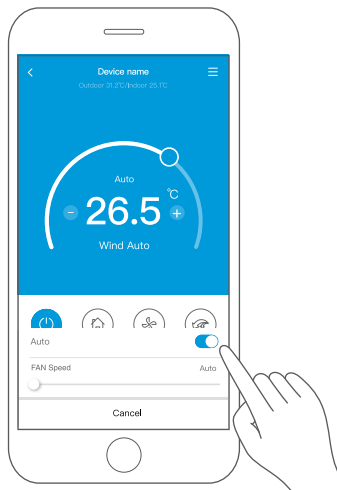 Device name
Outdoor 31.2°C/Indoor 25.1°C
Auto
- 26.5 °C +
Wind Auto
Auto
FAN Speed Auto
Cancel